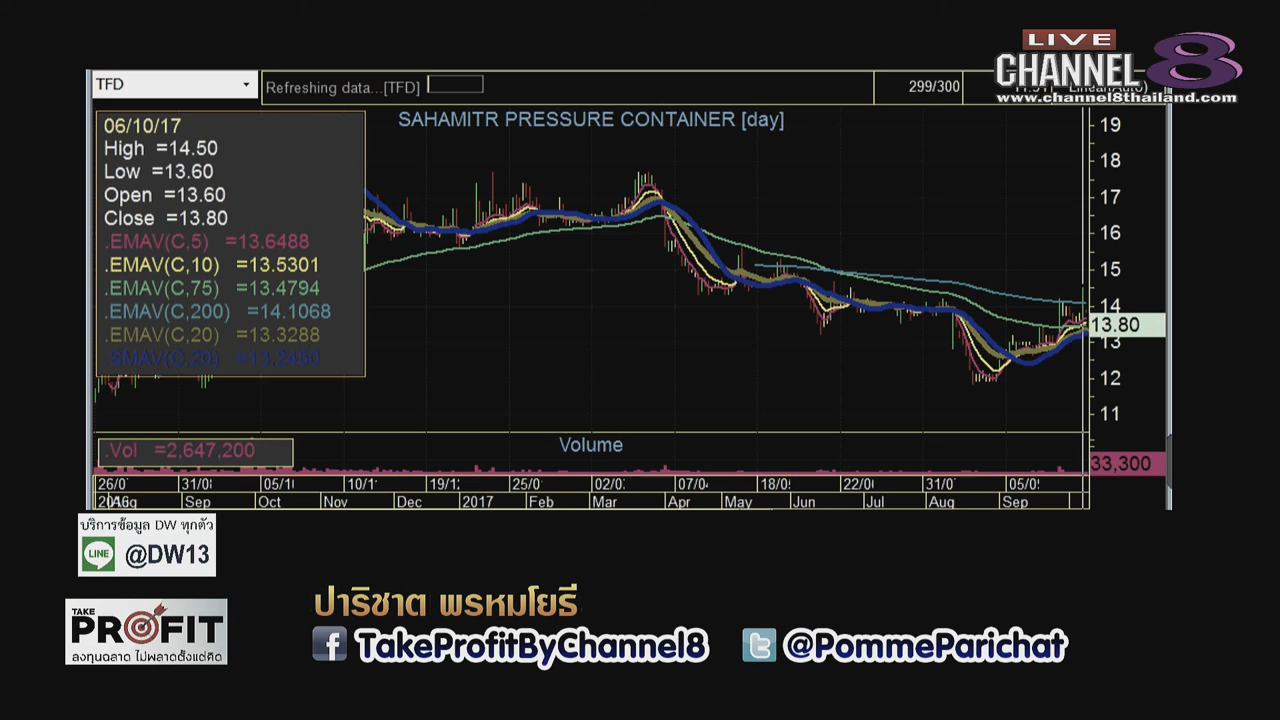 LIVE
CHANNEL 8
www.channel8thailand.com
TFD
Refreshing data...[TFD]
299/300
SAHAMITR PRESSURE CONTAINER [day]
06/10/17
High =14.50
Low =13.60
Open =13.60
Close =13.80
.EMAV(C,5) =13.6488
.EMAV(C,10) =13.5301
.EMAV(C,75) =13.4794
.EMAV(C,200) =14.1068
.EMAV(C,20) =13.3288
.SMAV(C,20) =13.2450
19
18
17
16
15
14
13.80
13
12
11
.Vol =2,647,200
Volume
33,300
26/0 31/0 05/1 10/1 19/1 25/0 02/0 07/0 18/0 22/0 31/0 05/0
Aug Sep Oct Nov Dec 2017 Feb Mar Apr May Jun Jul Aug Sep
บริการข้อมูล DW ทุกตัว
LINE @DW13
TAKE
PROFIT
ลงทุนฉลาด ไม่พลาดตั้งแต่คิด
ปาริชาต พรหมโยธี
f TakeProfitByChannel8 t @PommeParichat